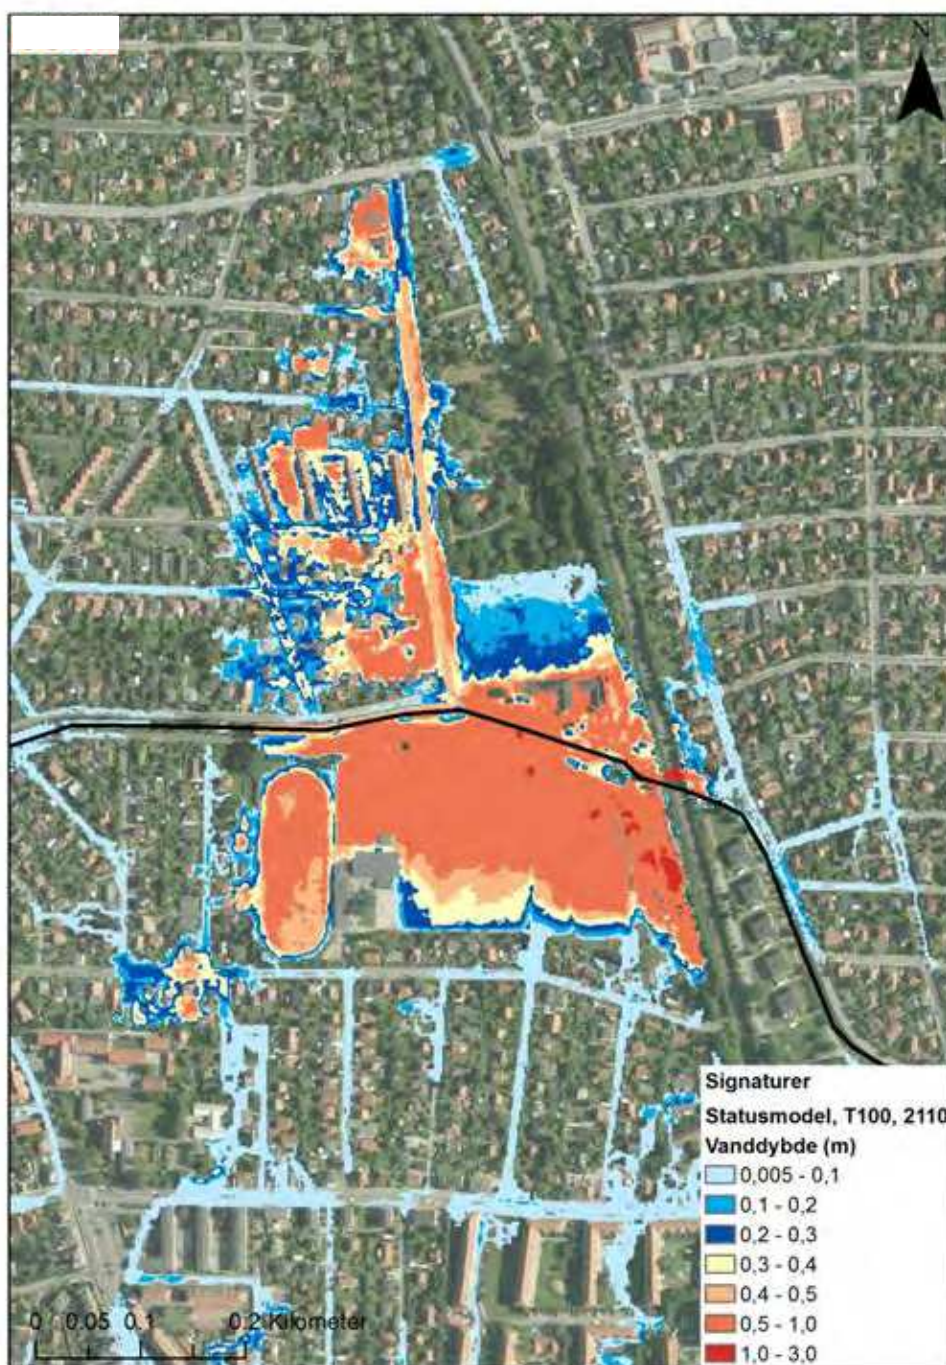 N
Signaturer
Statusmodel, T100, 2110
Vanddybde (m)
0,005 - 0,1
0,1 - 0,2
0,2 - 0,3
0,3 - 0,4
0,4 - 0,5
0,5 - 1,0
1,0 - 3,0
0 0.05 0.1 0.2 Kilometer